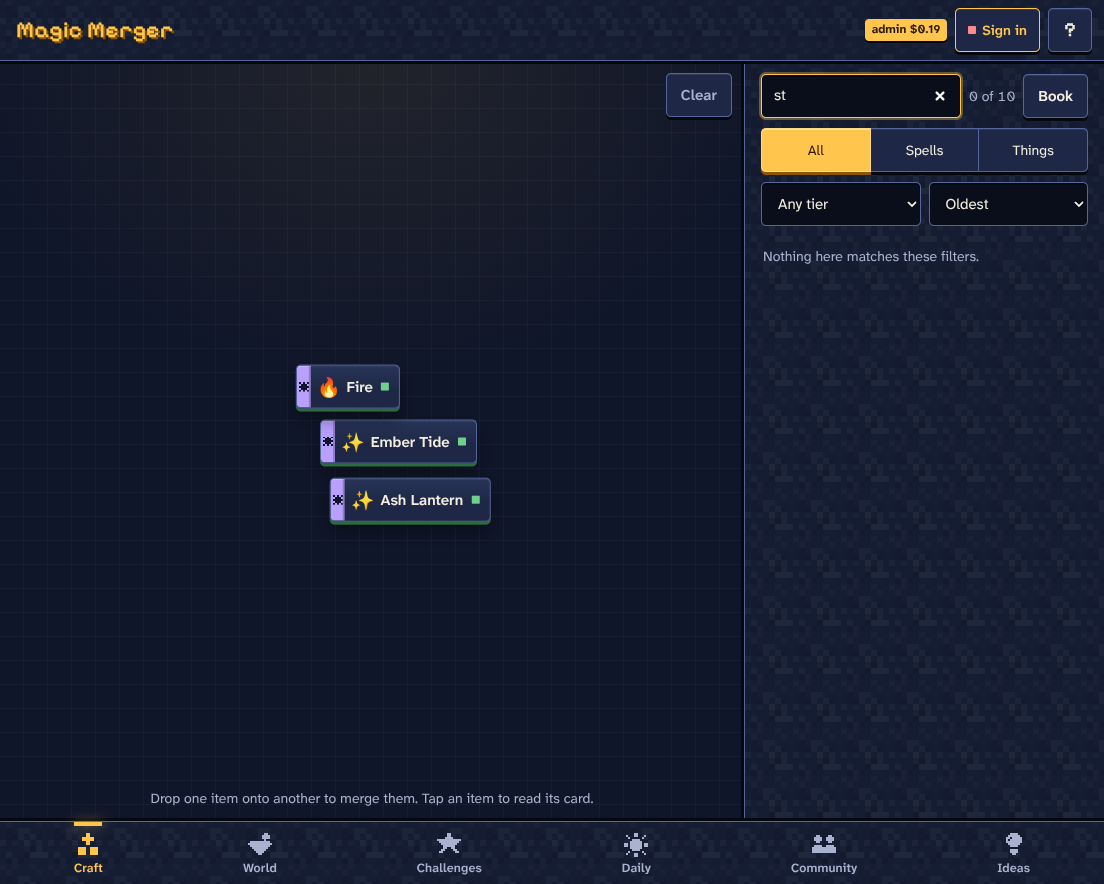 Magic Merger
admin $0.19
Sign in
?
Clear
st
0 of 10
Book
All
Spells
Things
Any tier
Oldest
Nothing here matches these filters.
Fire
Ember Tide
Ash Lantern
Drop one item onto another to merge them. Tap an item to read its card.
Craft
World
Challenges
Daily
Community
Ideas